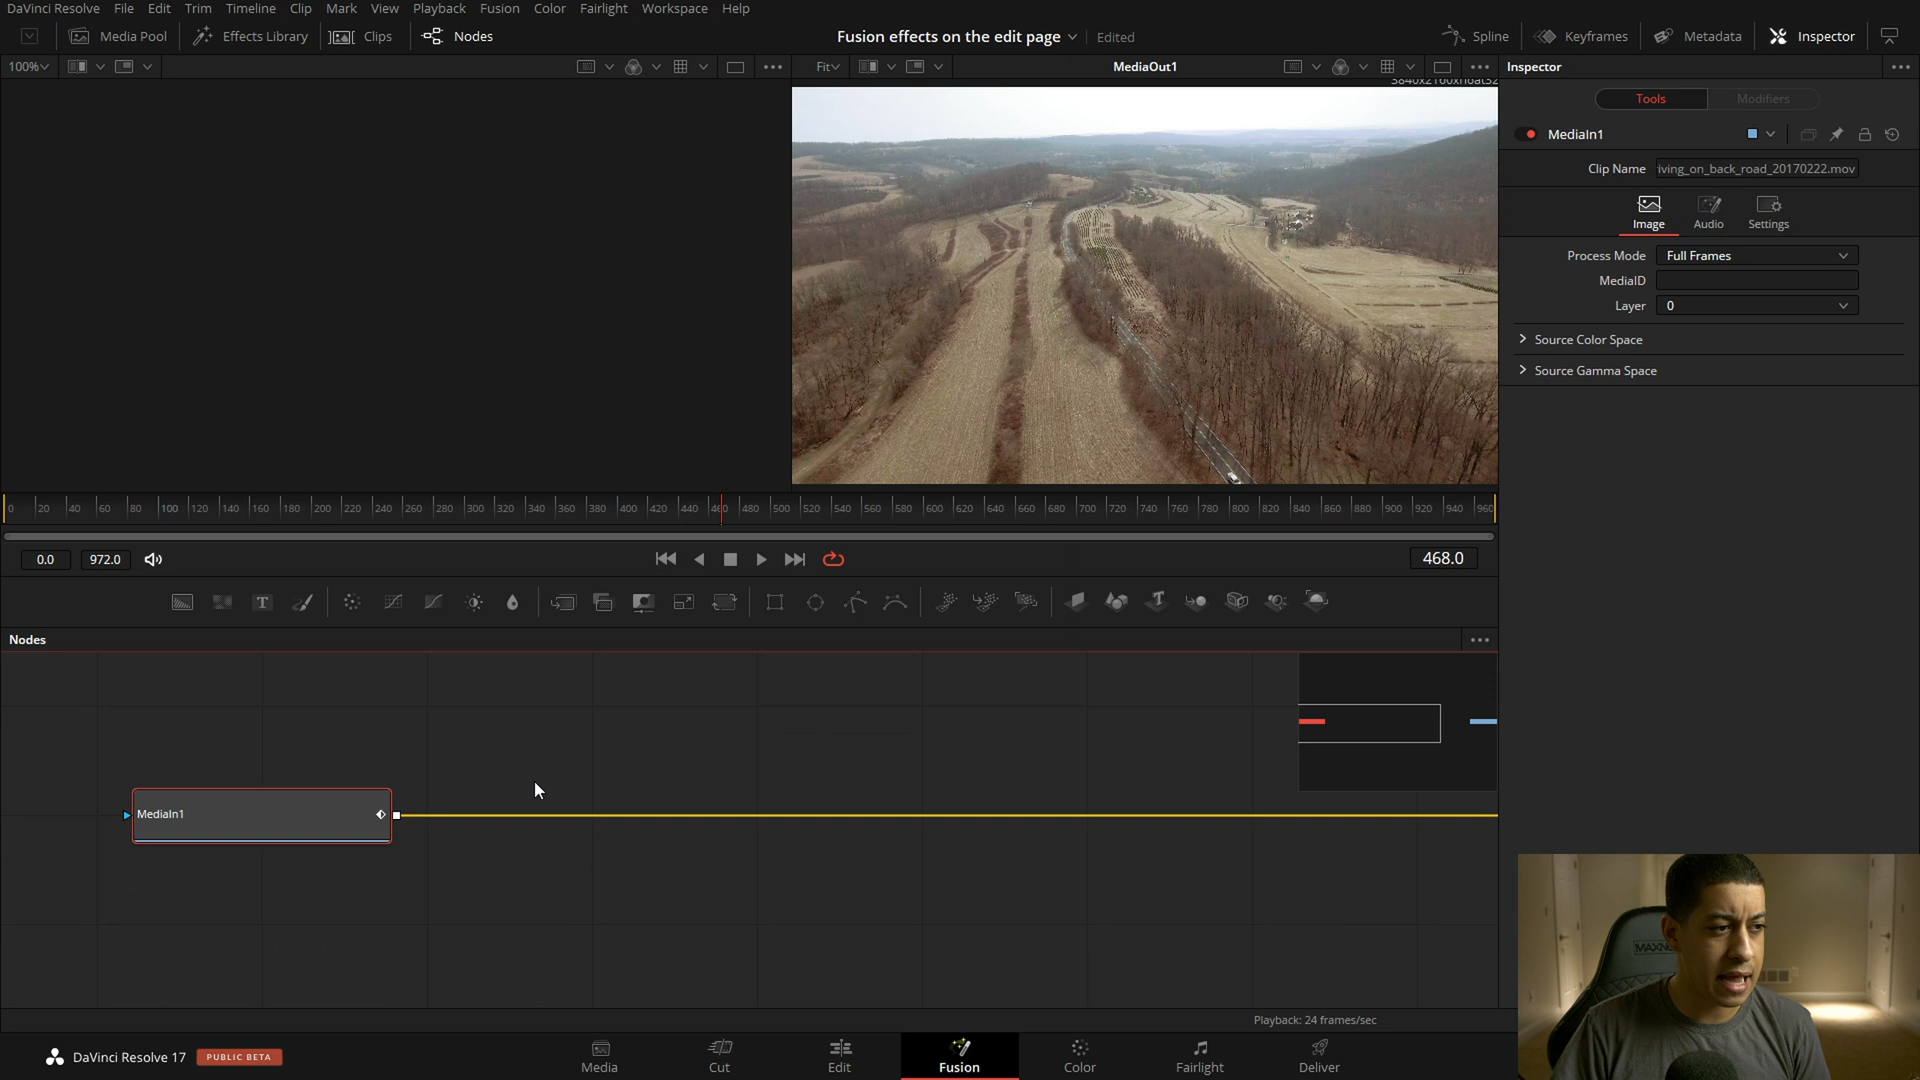 DaVinci Resolve File Edit Trim Timeline Clip Mark View Playback Fusion Color Fairlight Workspace Help
Media Pool Effects Library Clips Nodes Fusion effects on the edit page Edited Spline Keyframes Metadata Inspector
100% Fit MediaOut1 Inspector
3840x2160xfloat32
Tools Modifiers
MediaIn1
Clip Name iving_on_back_road_20170222.mov
Image Audio Settings
Process Mode Full Frames
MediaID
Layer 0
Source Color Space
Source Gamma Space
0 20 40 60 80 100 120 140 160 180 200 220 240 260 280 300 320 340 360 380 400 420 440 460 480 500 520 540 560 580 600 620 640 660 680 700 720 740 760 780 800 820 840 860 880 900 920 940 960
0.0 972.0 468.0
T T
Nodes
MediaIn1
Playback: 24 frames/sec
DaVinci Resolve 17 PUBLIC BETA Media Cut Edit Fusion Color Fairlight Deliver